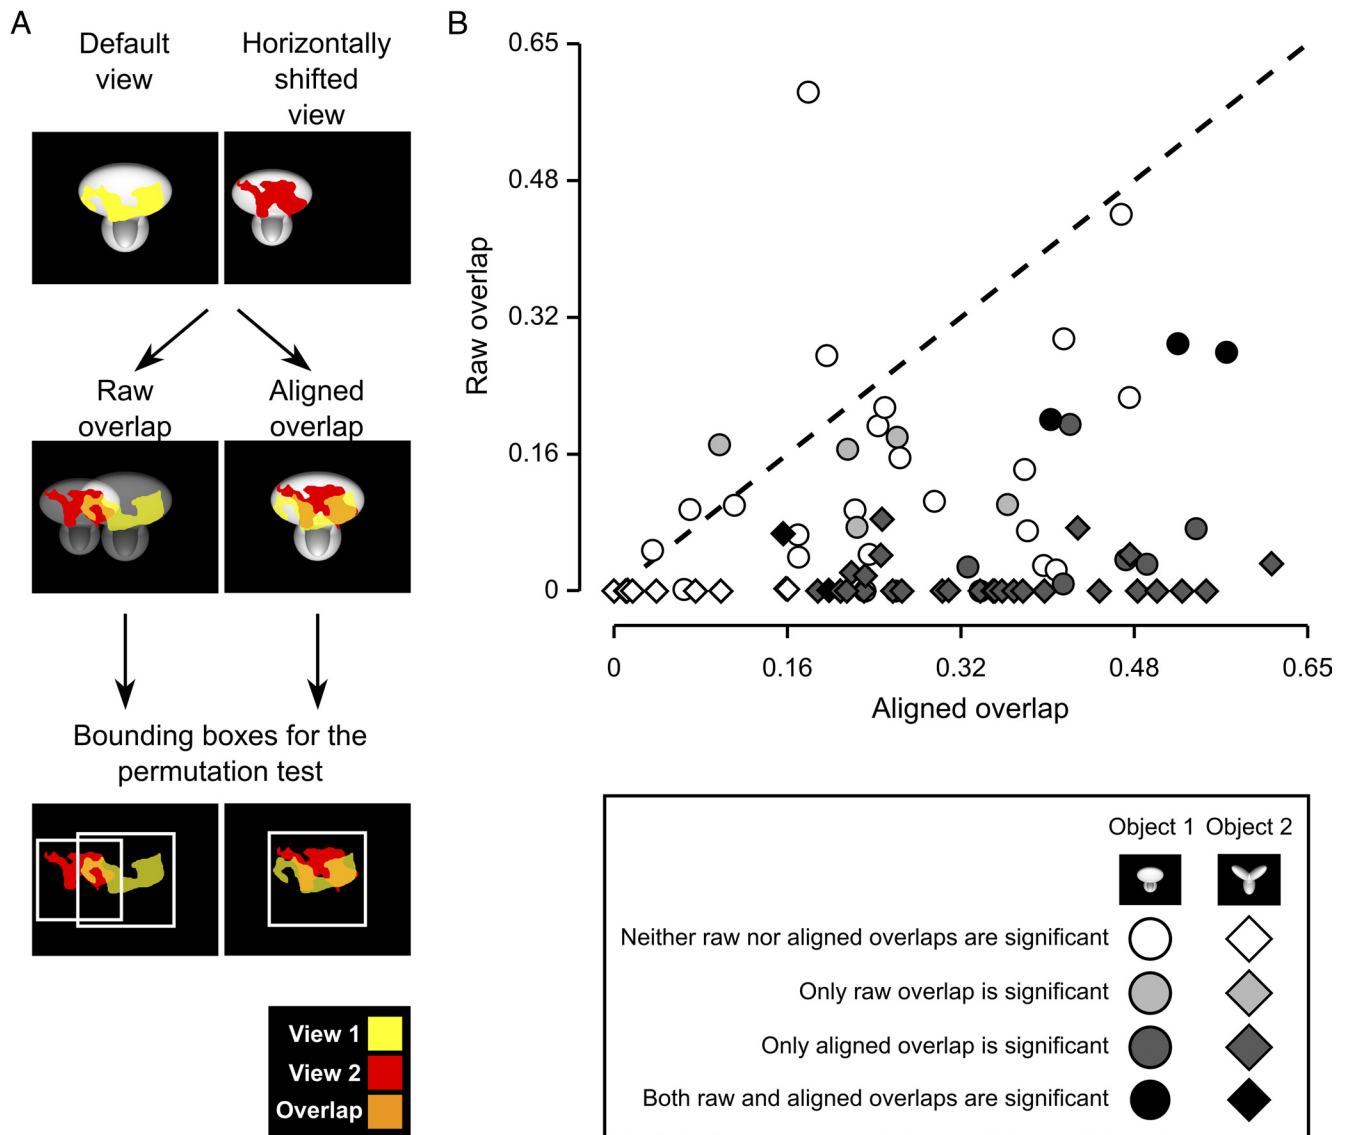 A
Default
view
Horizontally
shifted
view
Raw
overlap
Aligned
overlap
Bounding boxes for the
permutation test
View 1
View 2
Overlap
B
Raw overlap
0.65
0.48
0.32
0.16
0
0
0.16
0.32
0.48
0.65
Aligned overlap
Object 1
Object 2
Neither raw nor aligned overlaps are significant
Only raw overlap is significant
Only aligned overlap is significant
Both raw and aligned overlaps are significant